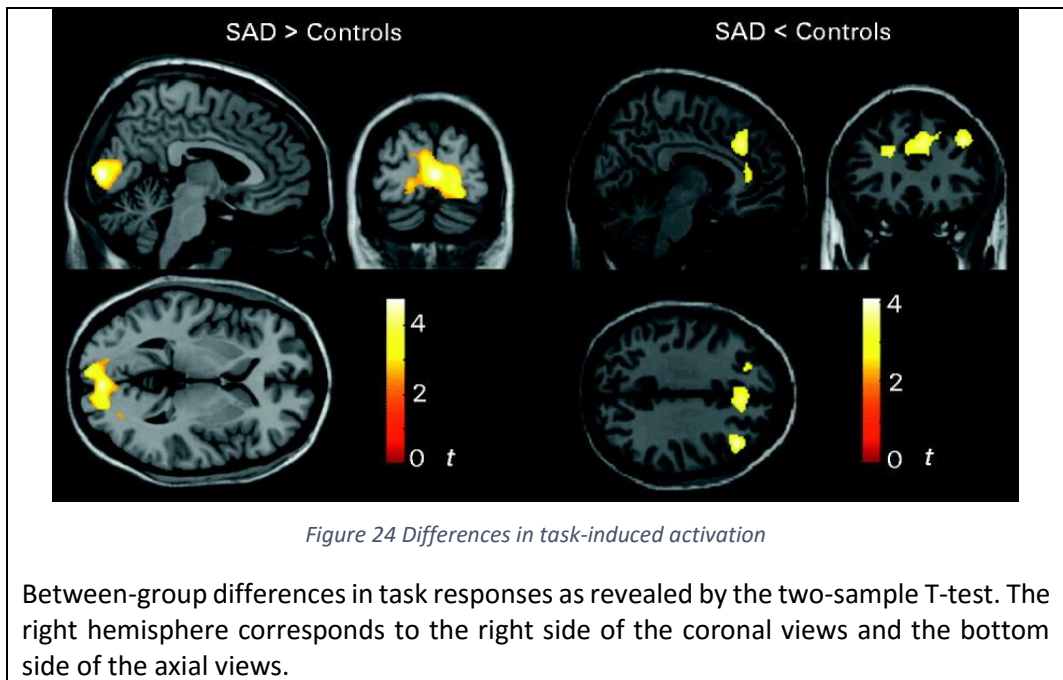 SAD > Controls
SAD < Controls
4
2
0 t
4
2
0 t
Figure 24 Differences in task-induced activation
Between-group differences in task responses as revealed by the two-sample T-test. The
right hemisphere corresponds to the right side of the coronal views and the bottom
side of the axial views.